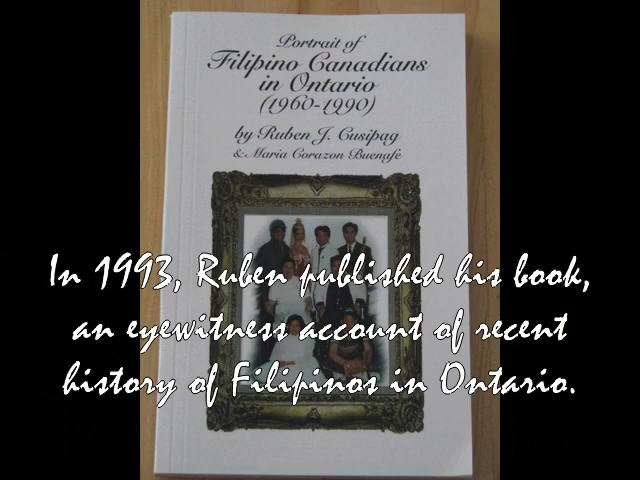 Portrait of
Filipino Canadians
in Ontario
(1960-1990)
by Ruben J. Cusipag
& Maria Corazon Buenafe
In 1993, Ruben published his book,
an eyewitness account of recent
history of Filipinos in Ontario.